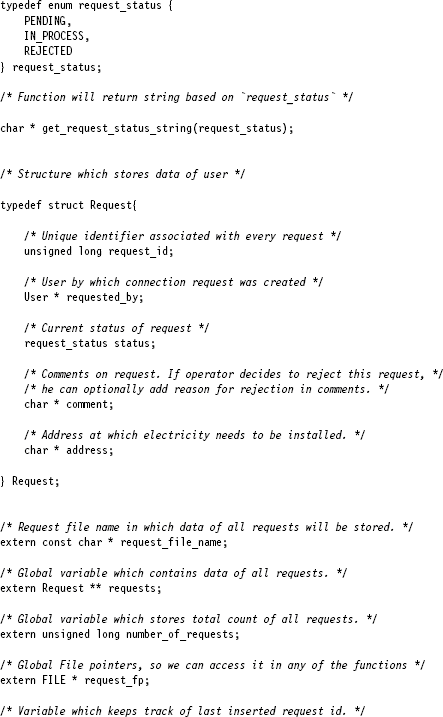 typedef enum request_status {
    PENDING,
    IN_PROCESS,
    REJECTED
} request_status;
/* Function will return string based on `request_status` */
char * get_request_status_string(request_status);
/* Structure which stores data of user */
typedef struct Request{
    /* Unique identifier associated with every request */
    unsigned long request_id;
    /* User by which connection request was created */
    User * requested_by;
    /* Current status of request */
    request_status status;
    /* Comments on request. If operator decides to reject this request, */
    /* he can optionally add reason for rejection in comments. */
    char * comment;
    /* Address at which electricity needs to be installed. */
    char * address;
} Request;
/* Request file name in which data of all requests will be stored. */
extern const char * request_file_name;
/* Global variable which contains data of all requests. */
extern Request ** requests;
/* Global variable which stores total count of all requests. */
extern unsigned long number_of_requests;
/* Global File pointers, so we can access it in any of the functions */
extern FILE * request_fp;
/* Variable which keeps track of last inserted request id. */